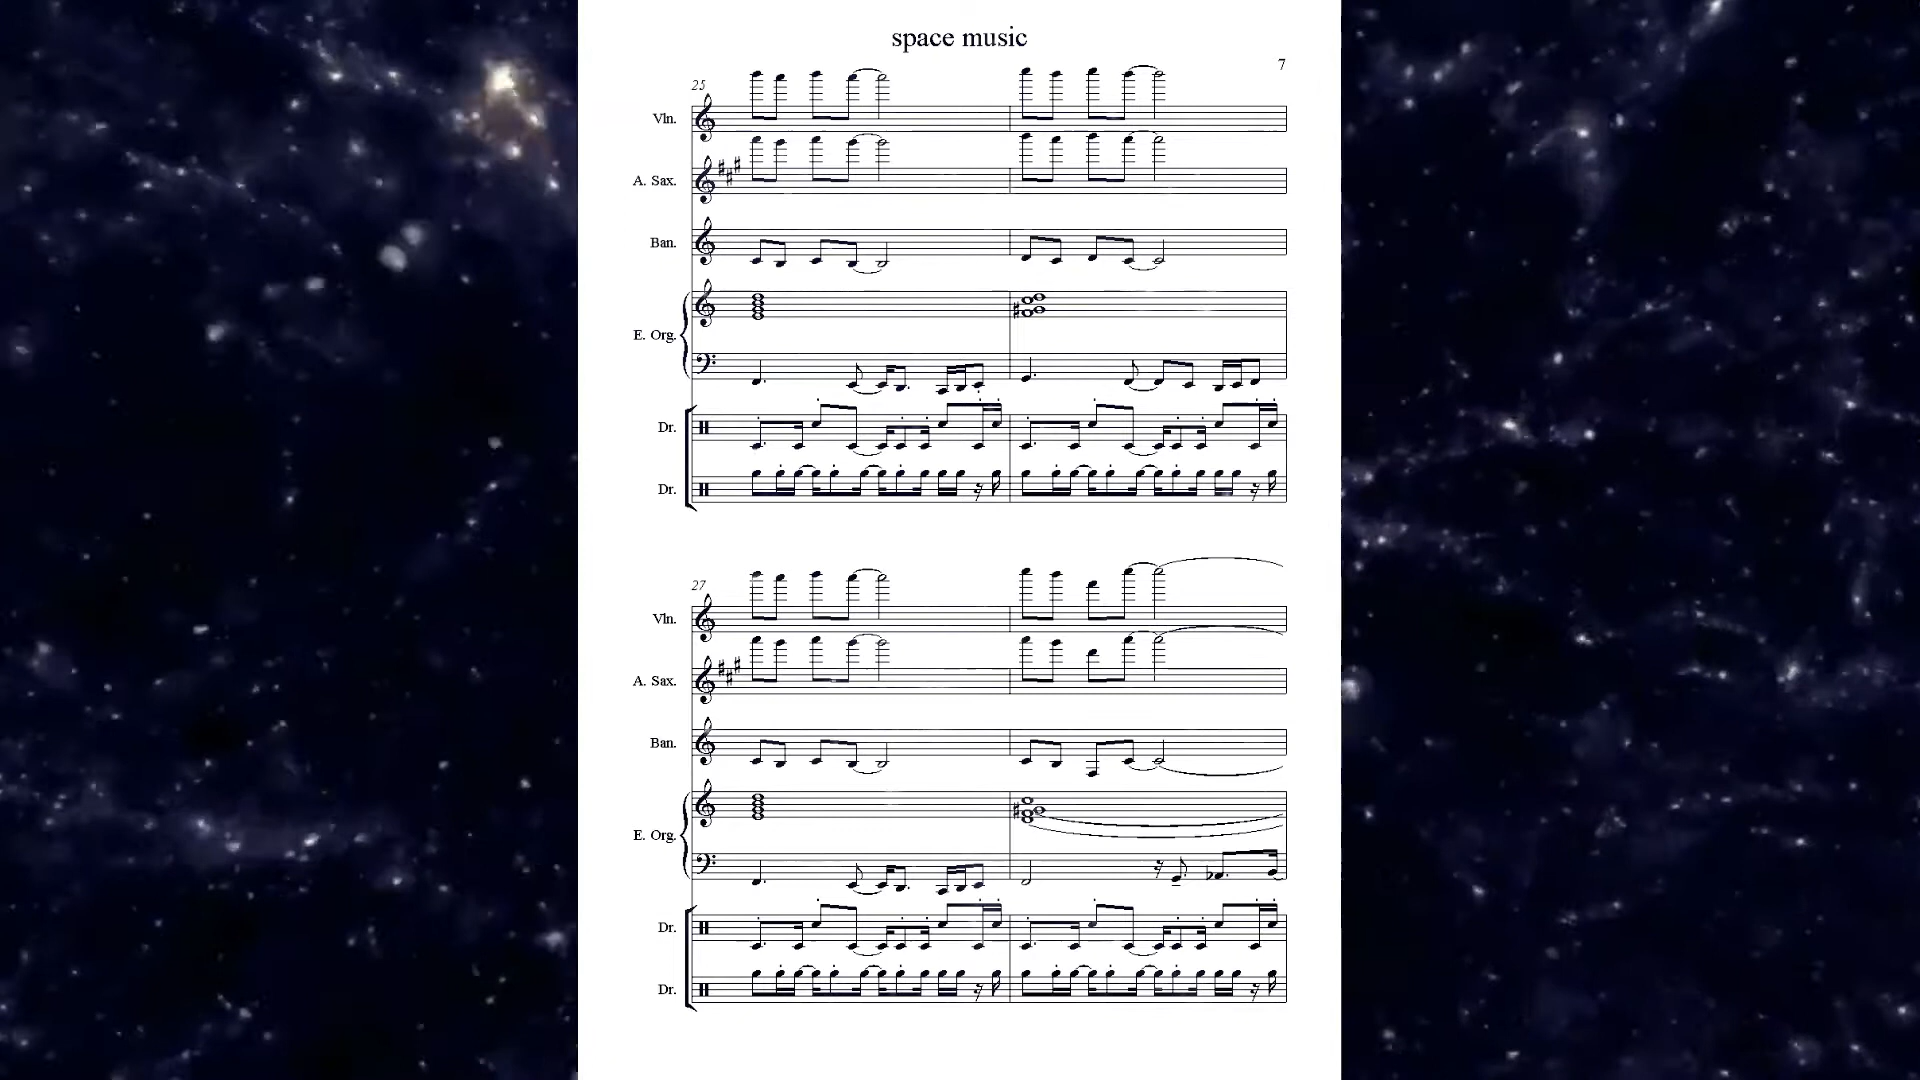 space music
7
25
Vln.
A. Sax.
Ban.
E. Org.
Dr.
Dr.
27
Vln.
A. Sax.
Ban.
E. Org.
Dr.
Dr.